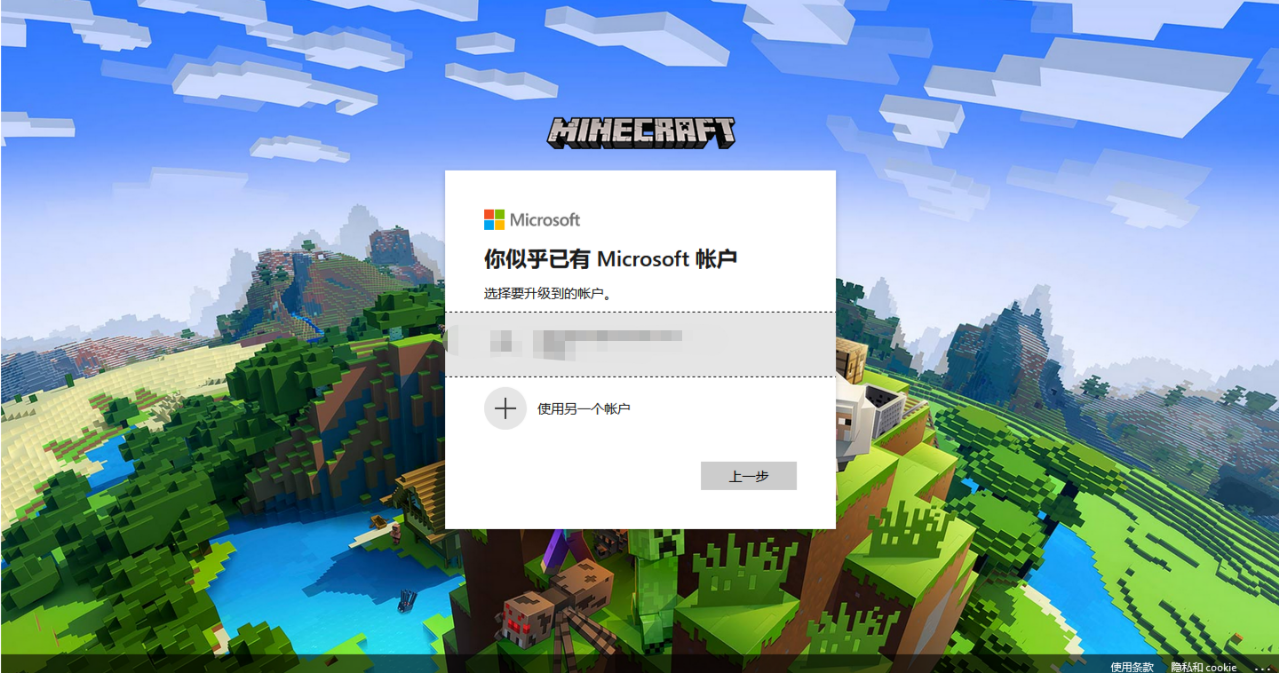 MINECRAFT
Microsoft
你似乎已有 Microsoft 帐户
选择要升级到的帐户。
使用另一个帐户
上一步
使用条款 隐私和 cookie ...